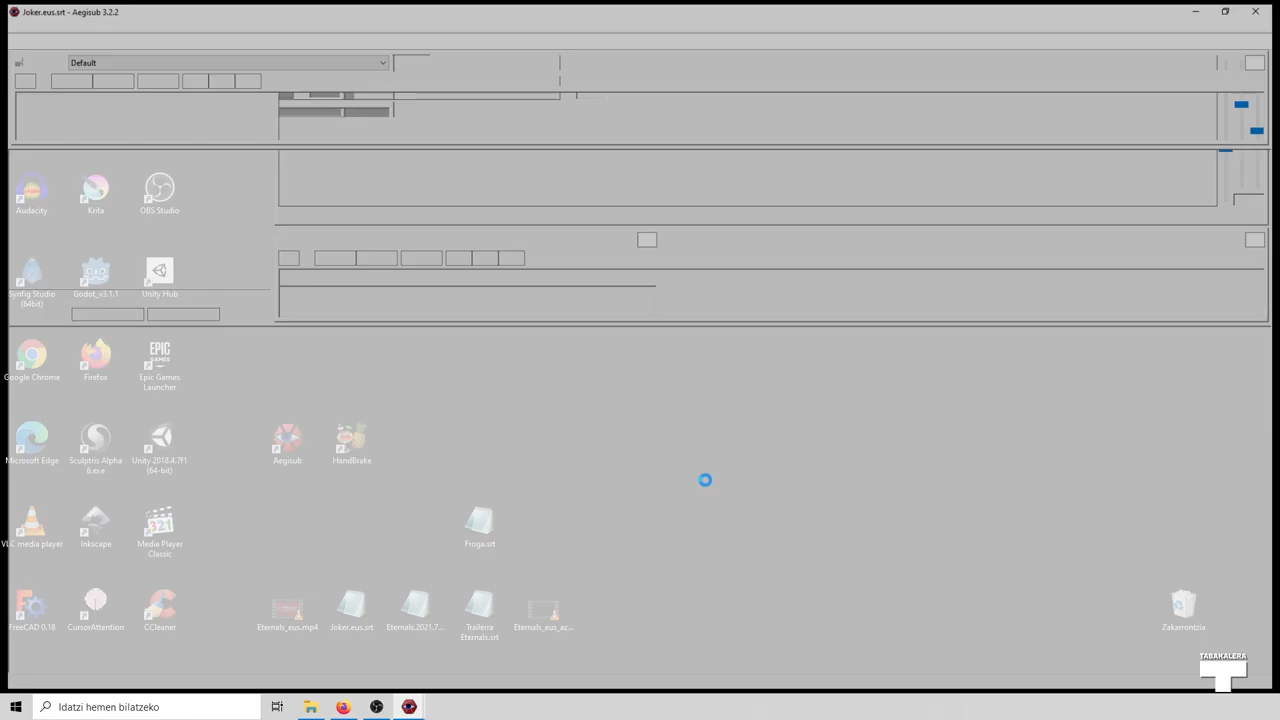 Joker.eus.srt - Aegisub 3.2.2
Default
Audacity
Krita
OBS Studio
Synfig Studio
(64bit)
Godot_v3.1.1
Unity Hub
Google Chrome
Firefox
EPIC
GAMES
Epic Games
Launcher
Microsoft Edge
Sculptris Alpha
6.exe
Unity 2018.4.7f1
(64-bit)
Aegisub
HandBrake
VLC media player
Inkscape
321
Media Player
Classic
Froga.srt
FreeCAD 0.18
CursorAttention
CCleaner
Eternals_eus.mp4
Joker.eus.srt
Eternals.2021.7...
Trailerra
Eternals.srt
Eternals_eus_az...
Zakarrontzia
TABAKALERA
Idatzi hemen bilatzeko